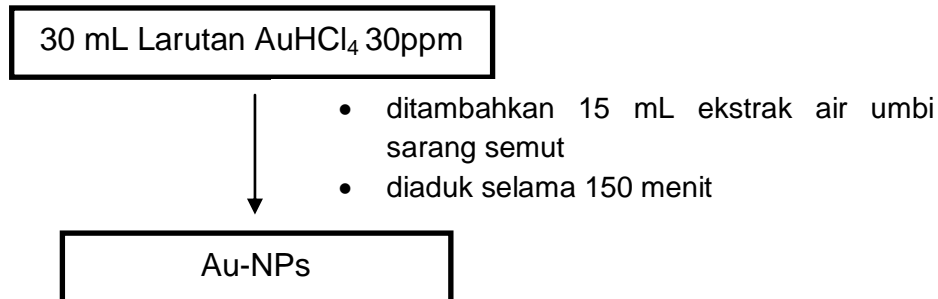 30 mL Larutan AuHCl₄ 30ppm
• ditambahkan 15 mL ekstrak air umbi
sarang semut
• diaduk selama 150 menit
Au-NPs